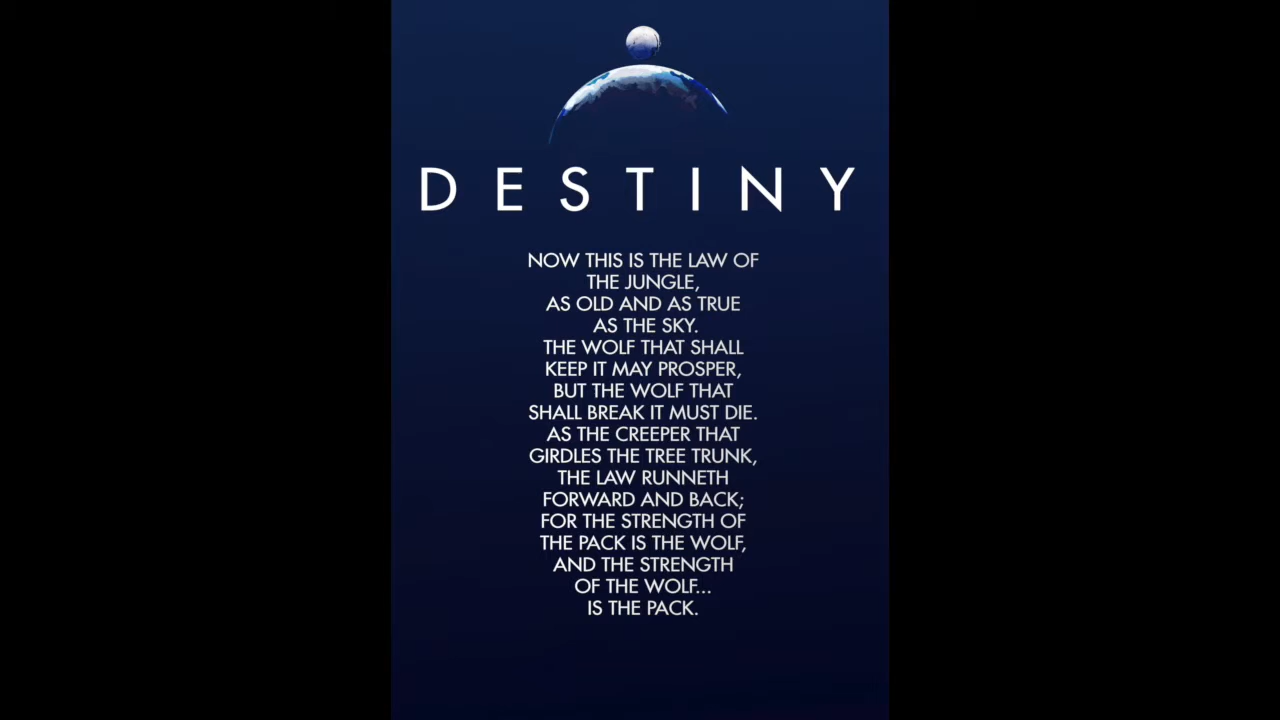 DESTINY
NOW THIS IS THE LAW OF
THE JUNGLE,
AS OLD AND AS TRUE
AS THE SKY.
THE WOLF THAT SHALL
KEEP IT MAY PROSPER,
BUT THE WOLF THAT
SHALL BREAK IT MUST DIE.
AS THE CREEPER THAT
GIRDLES THE TREE TRUNK,
THE LAW RUNNETH
FORWARD AND BACK;
FOR THE STRENGTH OF
THE PACK IS THE WOLF,
AND THE STRENGTH
OF THE WOLF...
IS THE PACK.